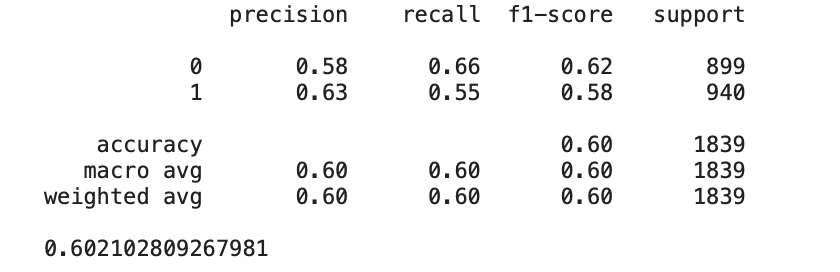 precision recall f1-score support
0 0.58 0.66 0.62 899
1 0.63 0.55 0.58 940
accuracy 0.60 1839
macro avg 0.60 0.60 0.60 1839
weighted avg 0.60 0.60 0.60 1839
0.602102809267981